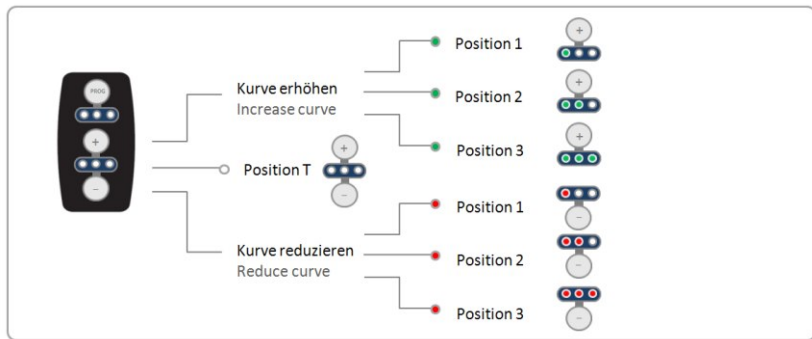 PROG
+
−
Kurve erhöhen
Increase curve
Position 1
+
Position 2
+
Position 3
+
Position T
+
−
Kurve reduzieren
Reduce curve
Position 1
−
Position 2
−
Position 3
−